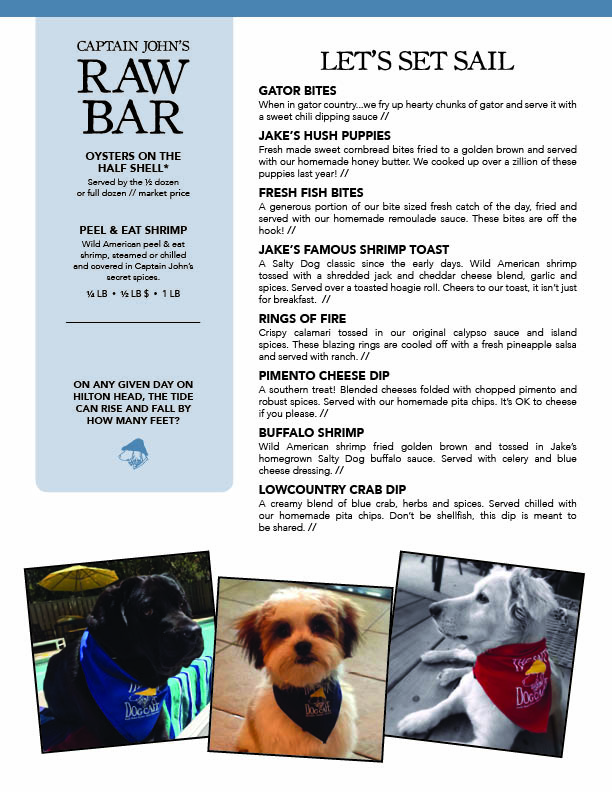 CAPTAIN JOHN'S
RAW
BAR
OYSTERS ON THE
HALF SHELL*
Served by the ½ dozen
or full dozen // market price
PEEL & EAT SHRIMP
Wild American peel & eat
shrimp, steamed or chilled
and covered in Captain John's
secret spices.
¼ LB • ½ LB $ • 1 LB
ON ANY GIVEN DAY ON
HILTON HEAD, THE TIDE
CAN RISE AND FALL BY
HOW MANY FEET?
LET'S SET SAIL
GATOR BITES
When in gator country...we fry up hearty chunks of gator and serve it with
a sweet chili dipping sauce //
JAKE'S HUSH PUPPIES
Fresh made sweet cornbread bites fried to a golden brown and served
with our homemade honey butter. We cooked up over a zillion of these
puppies last year! //
FRESH FISH BITES
A generous portion of our bite sized fresh catch of the day, fried and
served with our homemade remoulade sauce. These bites are off the
hook! //
JAKE'S FAMOUS SHRIMP TOAST
A Salty Dog classic since the early days. Wild American shrimp
tossed with a shredded jack and cheddar cheese blend, garlic and
spices. Served over a toasted hoagie roll. Cheers to our toast, it isn't just
for breakfast. //
RINGS OF FIRE
Crispy calamari tossed in our original calypso sauce and island
spices. These blazing rings are cooled off with a fresh pineapple salsa
and served with ranch. //
PIMENTO CHEESE DIP
A southern treat! Blended cheeses folded with chopped pimento and
robust spices. Served with our homemade pita chips. It's OK to cheese
if you please. //
BUFFALO SHRIMP
Wild American shrimp fried golden brown and tossed in Jake's
homegrown Salty Dog buffalo sauce. Served with celery and blue
cheese dressing. //
LOWCOUNTRY CRAB DIP
A creamy blend of blue crab, herbs and spices. Served chilled with
our homemade pita chips. Don't be shellfish, this dip is meant to
be shared. //
DOG CAFE
DOG CAFE
DOG CAFE